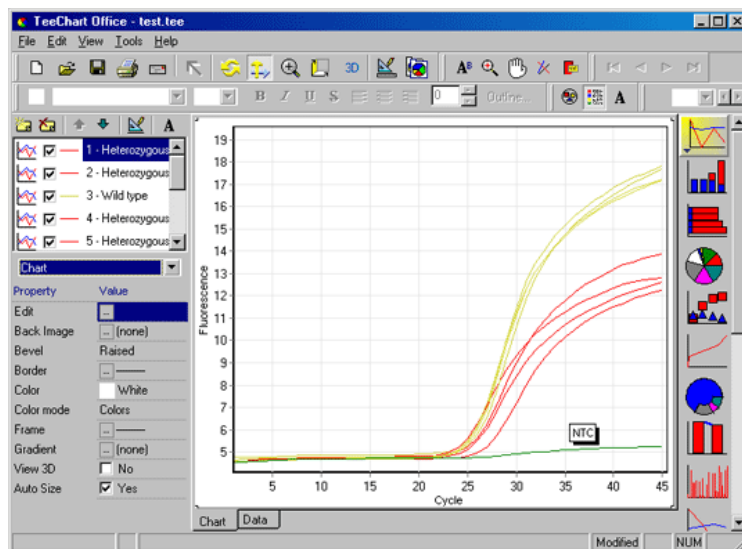 TeeChart Office - test.tee
File Edit View Tools Help
3D A B
B I U S 0 Outline... A
A
1 - Heterozygous
2 - Heterozygous
3 - Wild type
4 - Heterozygous
5 - Heterozygous
Chart
Property Value
Edit ...
Back Image ... (none)
Bevel Raised
Border ...
Color White
Color mode Colors
Frame ...
Gradient ... (none)
View 3D No
Auto Size Yes
19
18
17
16
15
14
13
12
11
10
9
8
7
6
5
Fluorescence
NTC
5 10 15 20 25 30 35 40 45
Cycle
Chart Data
Modified NUM